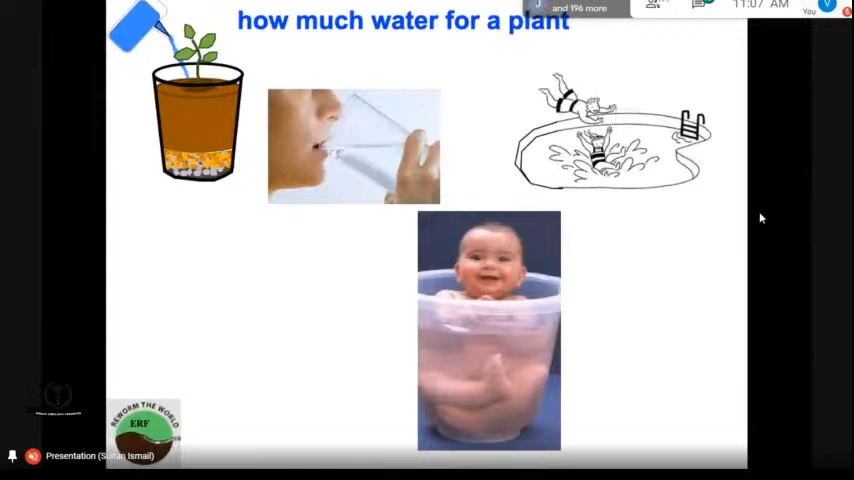 how much water for a plant
J
and 196 more
11:07 AM
You
V
6
REWORM THE WORLD
ERF
Presentation (Sultan Ismail)